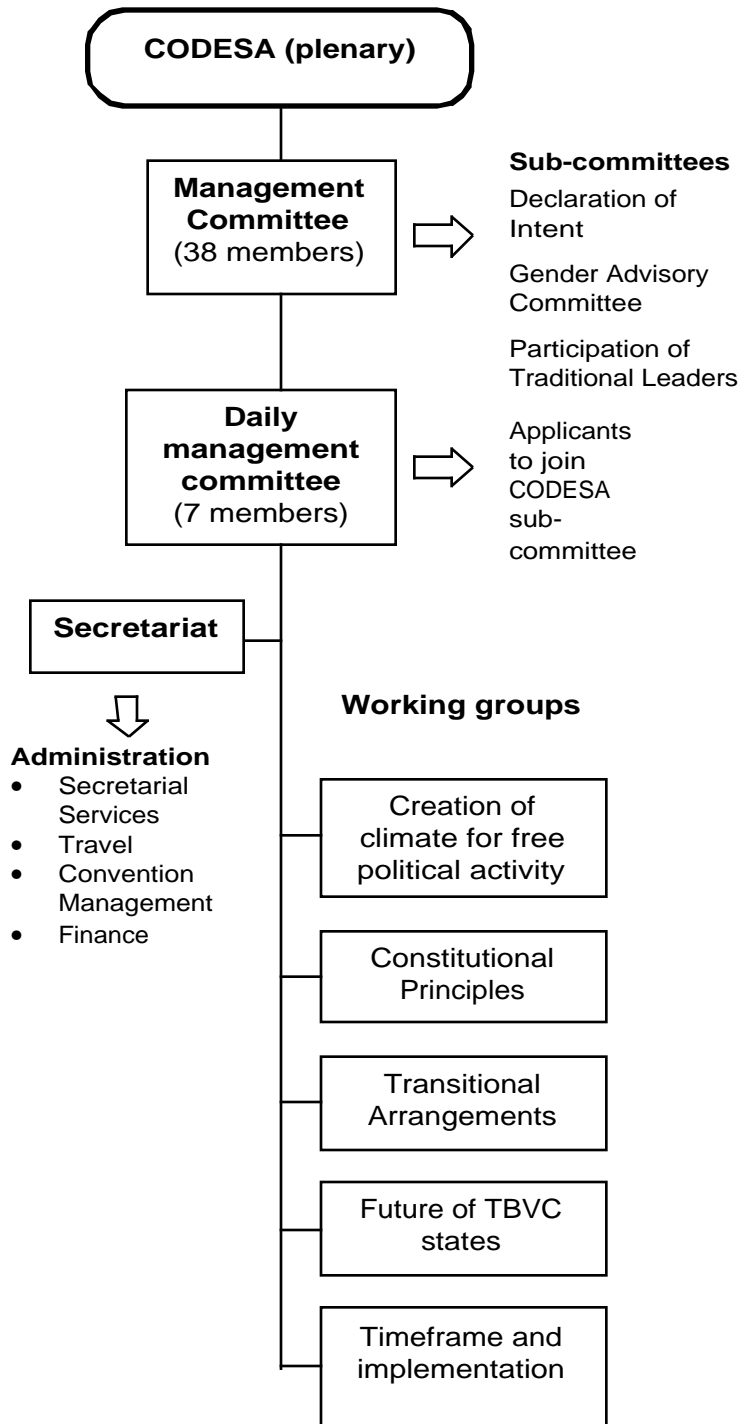 CODESA (plenary)
Management
Committee
(38 members)
Sub-committees
Declaration of
Intent
Gender Advisory
Committee
Participation of
Traditional Leaders
Daily
management
committee
(7 members)
Applicants
to join
CODESA
sub-
committee
Secretariat
Administration
• Secretarial
Services
• Travel
• Convention
Management
• Finance
Working groups
Creation of
climate for free
political activity
Constitutional
Principles
Transitional
Arrangements
Future of TBVC
states
Timeframe and
implementation